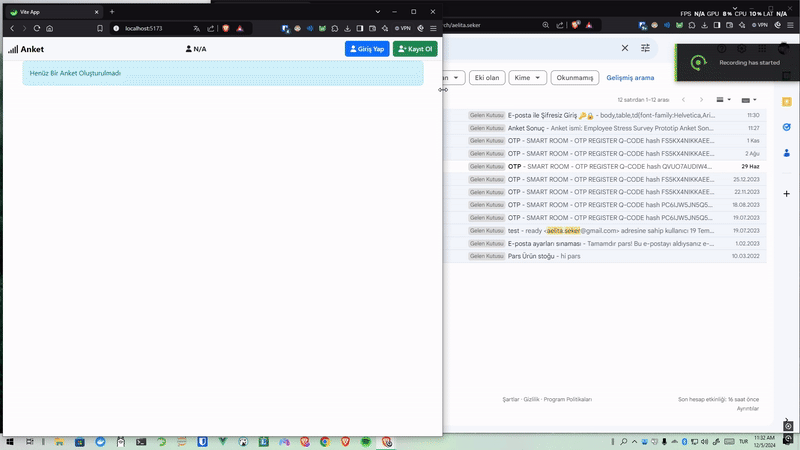 Vite App
localhost:5173
VPN
Anket
N/A
Giriş Yap
Kayıt Ol
Henüz Bir Anket Oluşturulmadı
ch/aelita.seker
VPN
FPS N/A GPU 8 % CPU 10 % LAT N/A
Recording has started
Eki olan
Kime
Okunmamış
Gelişmiş arama
12 satırdan 1-12 arası:
Gelen Kutusu E-posta ile Şifresiz Giriş 🔑🔒 - body,table,td{font-family:Helvetica,Ari... 11:30
Gelen Kutusu Anket Sonuç - Anket ismi: Employee Stress Survey Prototip Anket Son... 11:27
Gelen Kutusu OTP - SMART ROOM - OTP REGISTER Q-CODE hash FS5KX4NIKKAEE... 1 Kas
Gelen Kutusu OTP - SMART ROOM - OTP REGISTER Q-CODE hash FS5KX4NIKKAEE... 2 Ağu
Gelen Kutusu OTP - SMART ROOM - OTP REGISTER Q-CODE hash QVUO7AUDIW4... 29 Haz
Gelen Kutusu OTP - SMART ROOM - OTP REGISTER Q-CODE hash FS5KX4NIKKAEE... 25.12.2023
Gelen Kutusu OTP - SMART ROOM - OTP REGISTER Q-CODE hash FS5KX4NIKKAEE... 22.11.2023
Gelen Kutusu OTP - SMART ROOM - OTP REGISTER Q-CODE hash PC6IJW5JN5Q5... 18.08.2023
Gelen Kutusu OTP - SMART ROOM - OTP REGISTER Q-CODE hash PC6IJW5JN5Q5... 19.07.2023
Gelen Kutusu test - ready <aelita.seker@gmail.com> adresine sahip kullanıcı 19 Tem... 19.07.2023
Gelen Kutusu E-posta ayarları sınaması - Tamamdır pars! Bu e-postayı aldıysanız e-... 1.02.2023
Gelen Kutusu Pars Ürün stoğu - hi pars 10.03.2022
Şartlar · Gizlilik · Program Politikaları
Son hesap etkinliği: 16 saat önce
Ayrıntılar
TUR
11:32 AM
12/5/2024